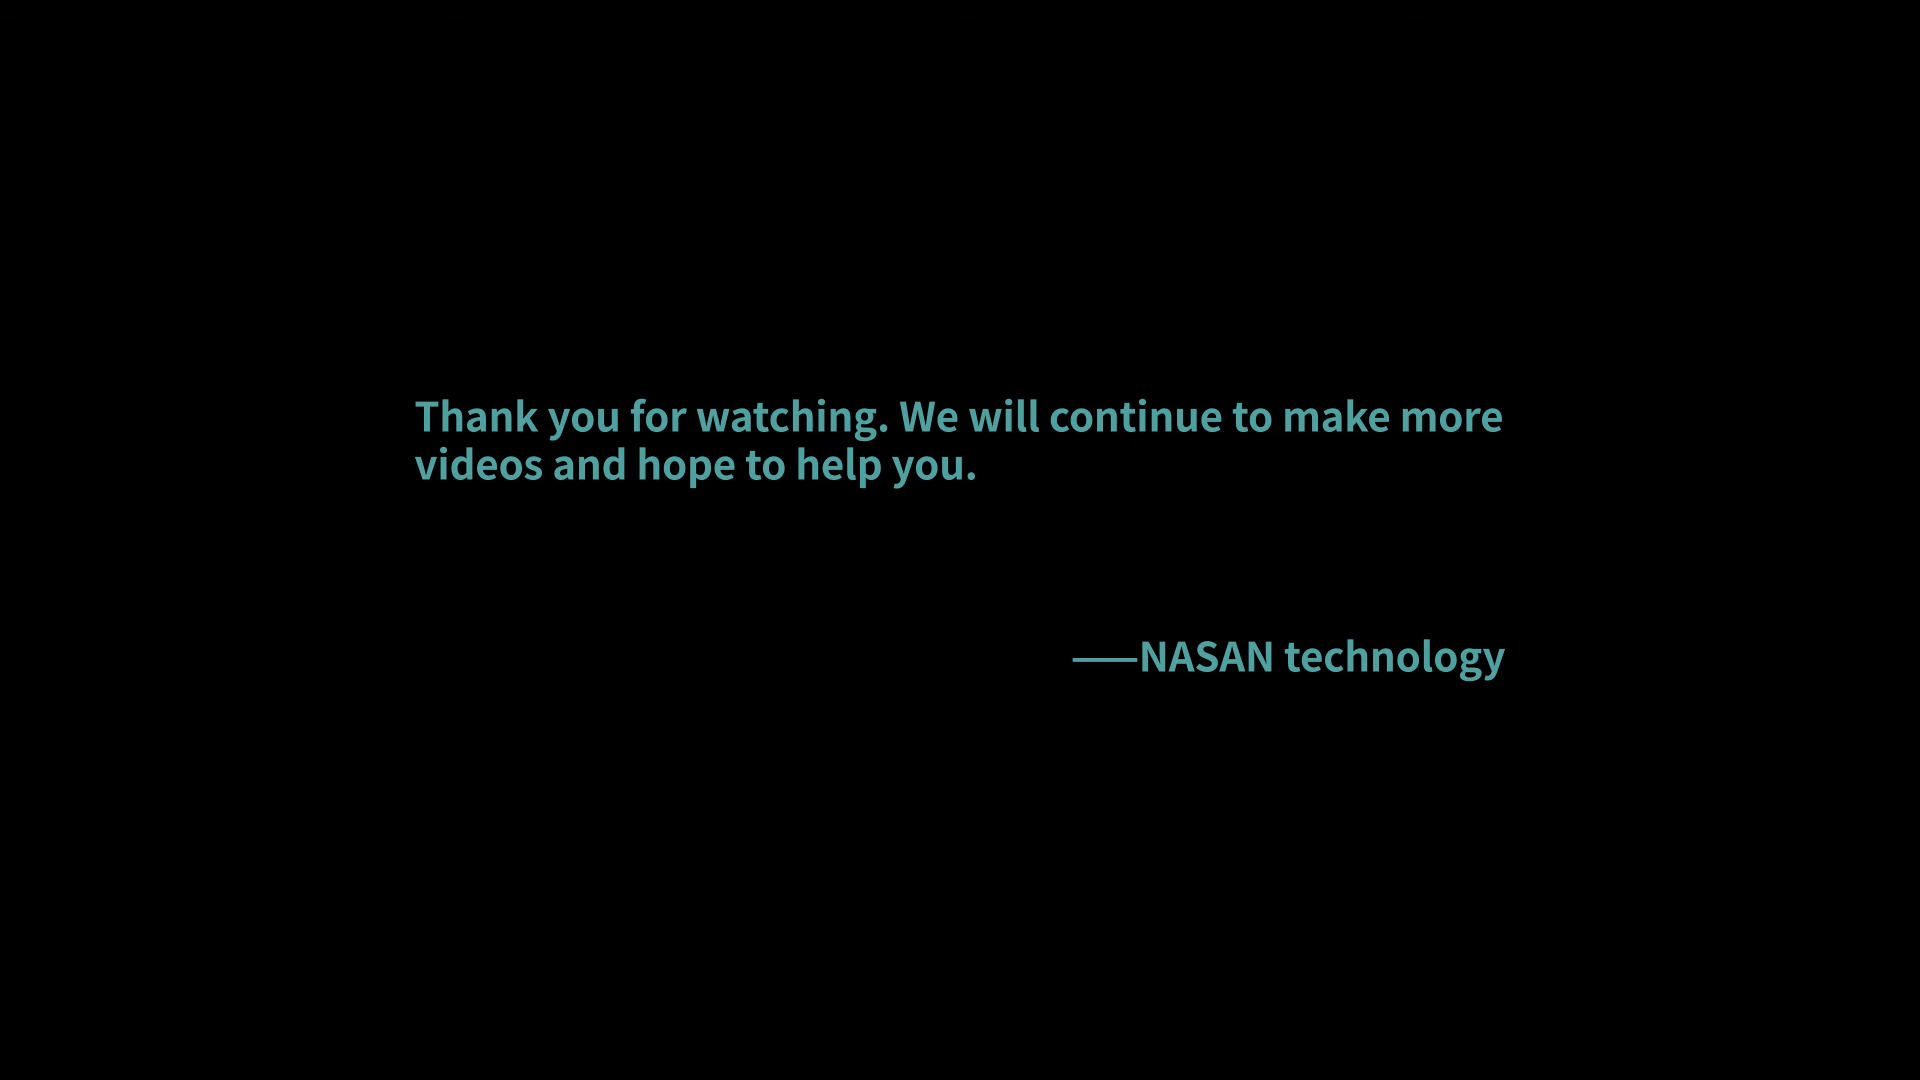 Thank you for watching. We will continue to make more
videos and hope to help you.
——NASAN technology